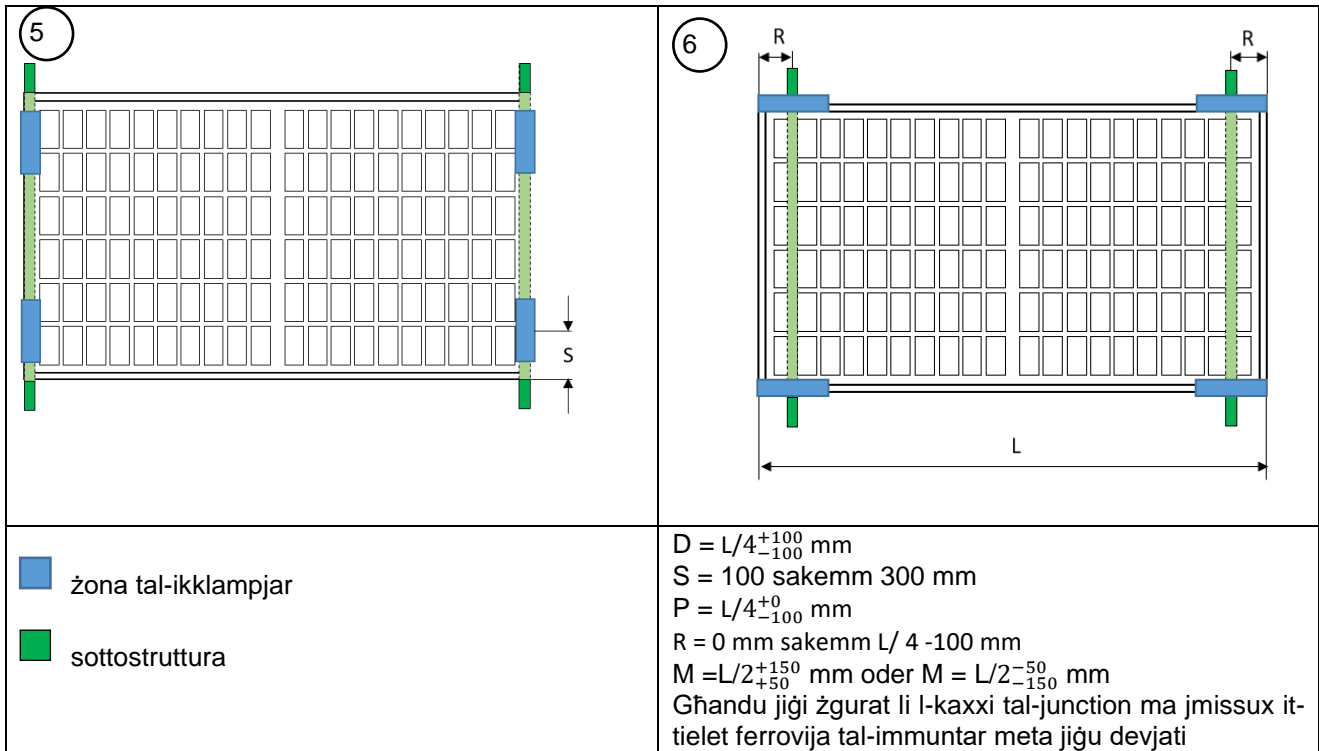 5
S
6
R R
L
żona tal-ikklampjar
sottostruttura
D = L/4⁺¹⁰⁰₋₁₀₀ mm
S = 100 sakemm 300 mm
P = L/4⁺⁰₋₁₀₀ mm
R = 0 mm sakemm L/ 4 -100 mm
M =L/2⁺¹⁵⁰₊₅₀ mm oder M = L/2⁻⁵⁰₋₁₅₀ mm
Għandu jiġi żgurat li l-kaxxi tal-junction ma jmissux it-
tielet ferrovija tal-immuntar meta jiġu devjati